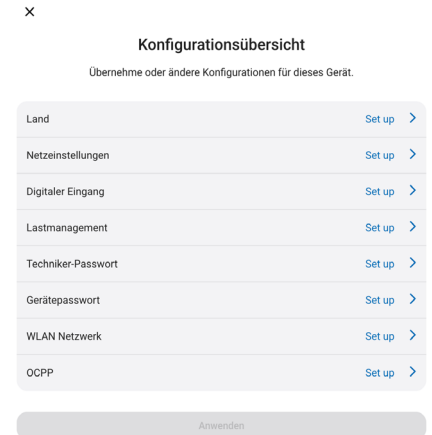 Konfigurationsübersicht
Übernehme oder ändere Konfigurationen für dieses Gerät.
Land Set up
Netzeinstellungen Set up
Digitaler Eingang Set up
Lastmanagement Set up
Techniker-Passwort Set up
Gerätepasswort Set up
WLAN Netzwerk Set up
OCPP Set up
Anwenden